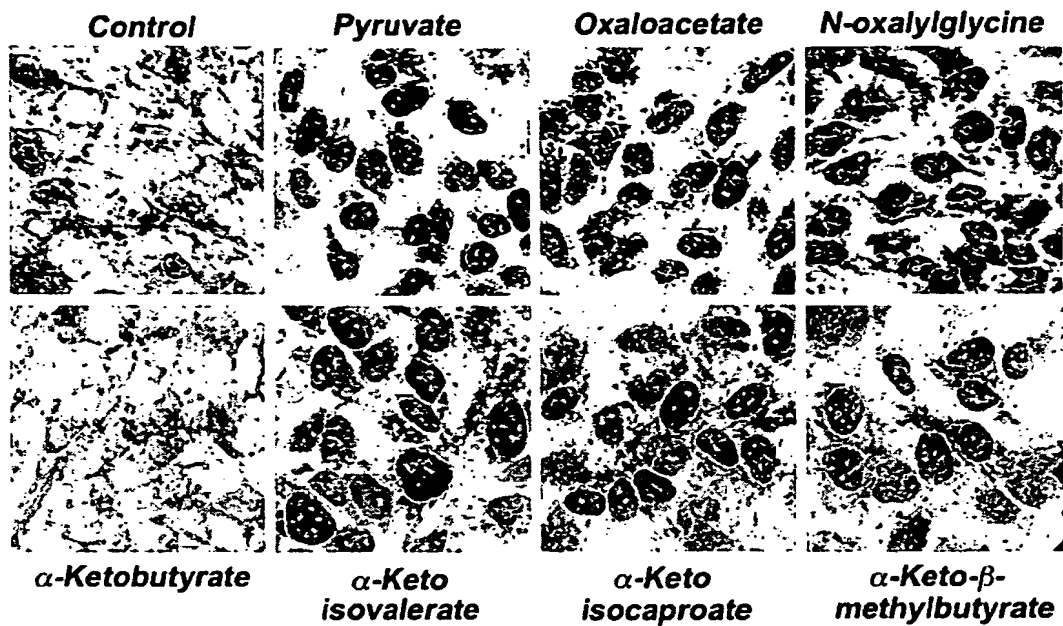 Control Pyruvate Oxaloacetate N-oxalylglycine
α-Ketobutyrate α-Keto isovalerate α-Keto isocaproate α-Keto-β-methylbutyrate